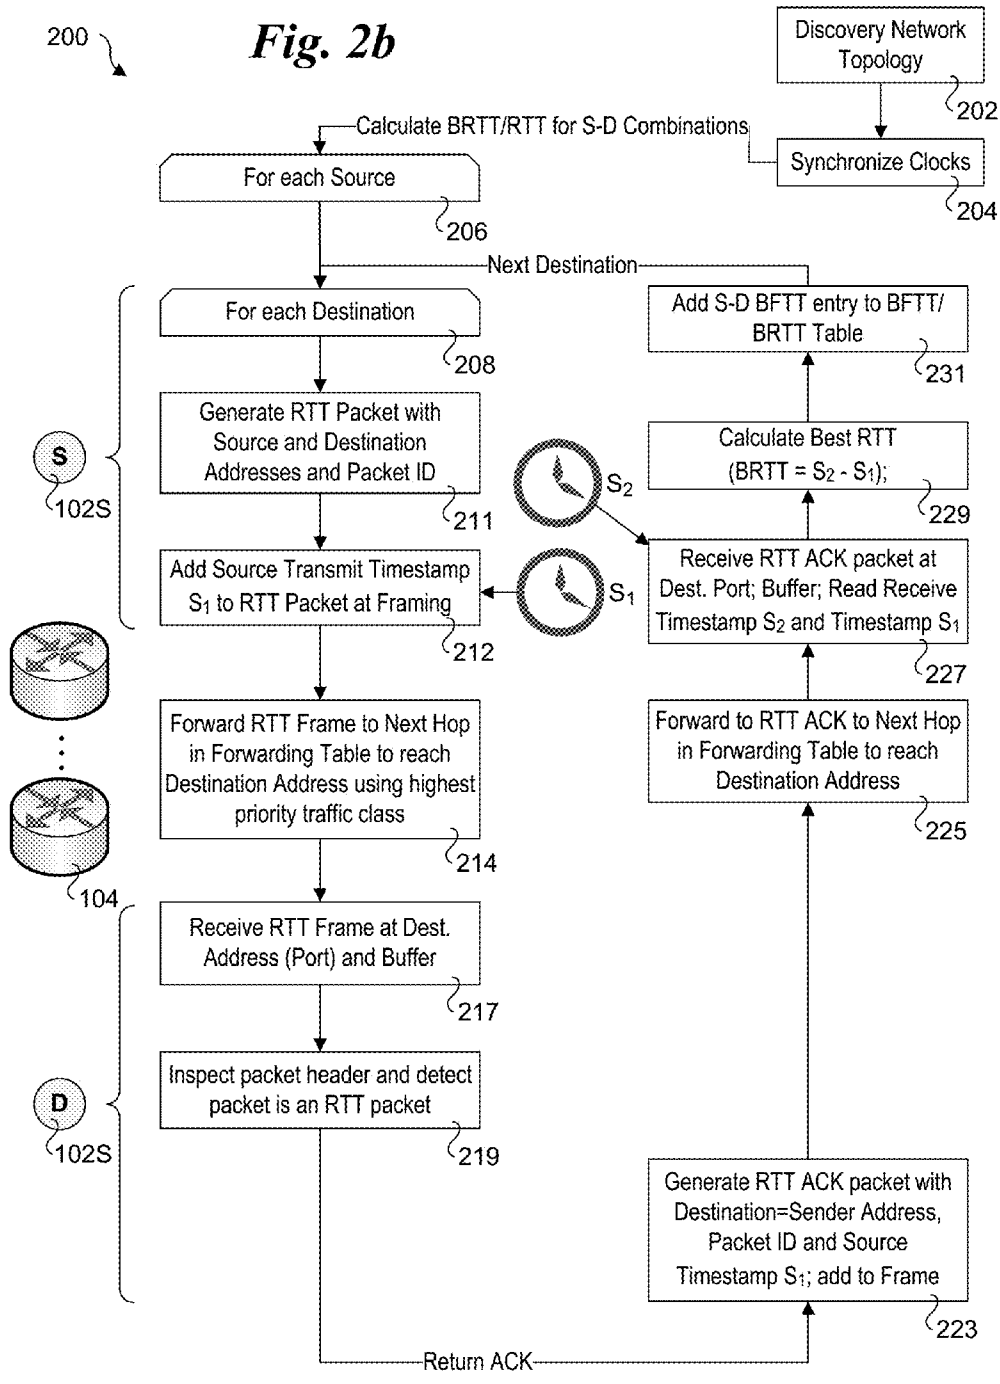 200
Fig. 2b
Discovery Network
Topology
202
Calculate BRTT/RTT for S-D Combinations
Synchronize Clocks
204
For each Source
206
Next Destination
For each Destination
208
Add S-D BFTT entry to BFTT/
BRTT Table
231
Generate RTT Packet with
Source and Destination
Addresses and Packet ID
211
S
102S
Calculate Best RTT
(BRTT = S2 - S1);
229
S2
Add Source Transmit Timestamp
S1 to RTT Packet at Framing
212
S1
Receive RTT ACK packet at
Dest. Port; Buffer; Read Receive
Timestamp S2 and Timestamp S1
227
Forward RTT Frame to Next Hop
in Forwarding Table to reach
Destination Address using highest
priority traffic class
214
Forward to RTT ACK to Next Hop
in Forwarding Table to reach
Destination Address
225
104
Receive RTT Frame at Dest.
Address (Port) and Buffer
217
Inspect packet header and detect
packet is an RTT packet
219
D
102S
Generate RTT ACK packet with
Destination=Sender Address,
Packet ID and Source
Timestamp S1; add to Frame
223
Return ACK